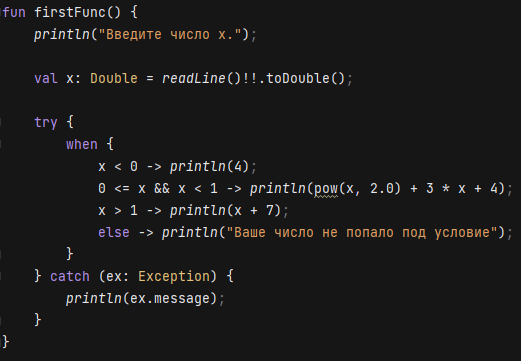 fun firstFunc() {
    println("Введите число x.");
    val x: Double = readLine()!!.toDouble();
    try {
        when {
            x < 0 -> println(4);
            0 <= x && x < 1 -> println(pow(x, 2.0) + 3 * x + 4);
            x > 1 -> println(x + 7);
            else -> println("Ваше число не попало под условие");
        }
    } catch (ex: Exception) {
        println(ex.message);
    }
}